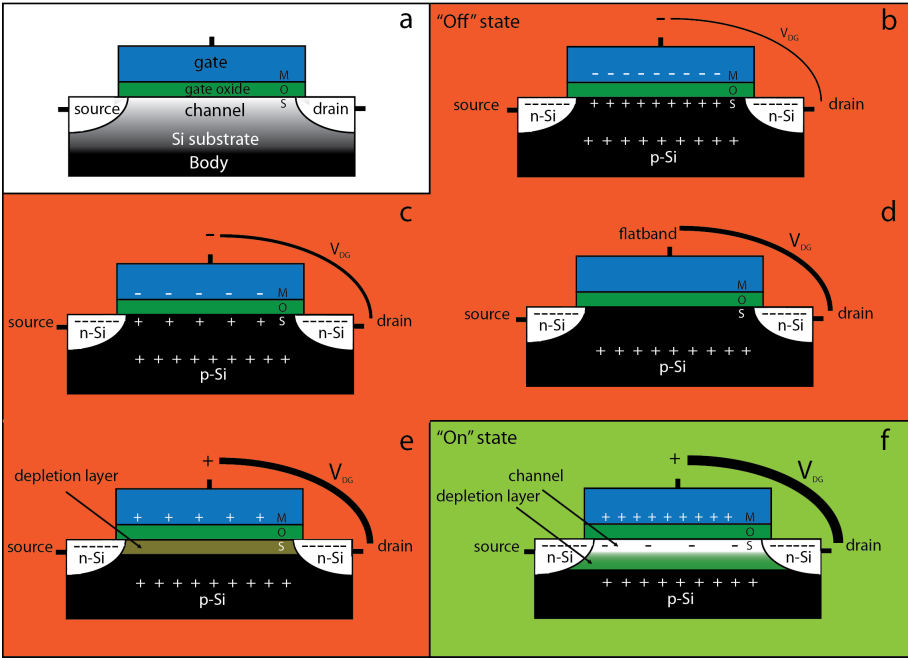 a
gate
gate oxide
M
O
S
source
channel
drain
Si substrate
Body
"Off" state
b
-
V DG
- - - - - - - -
M
O
+ + + + + + + + +
S
source
drain
n-Si
n-Si
+ + + + + + + + +
p-Si
c
-
V DG
- - - - -
M
O
+ + + + +
S
source
drain
n-Si
n-Si
+ + + + + + + + +
p-Si
d
flatband
V DG
M
O
S
source
drain
n-Si
n-Si
+ + + + + + + + +
p-Si
e
+
V DG
depletion layer
+ + + + +
M
O
S
source
drain
n-Si
n-Si
+ + + + + + + + +
p-Si
"On" state
f
+
V DG
channel
depletion layer
+ + + + + + + + +
M
O
- - - -
S
source
drain
n-Si
n-Si
+ + + + + + + + +
p-Si